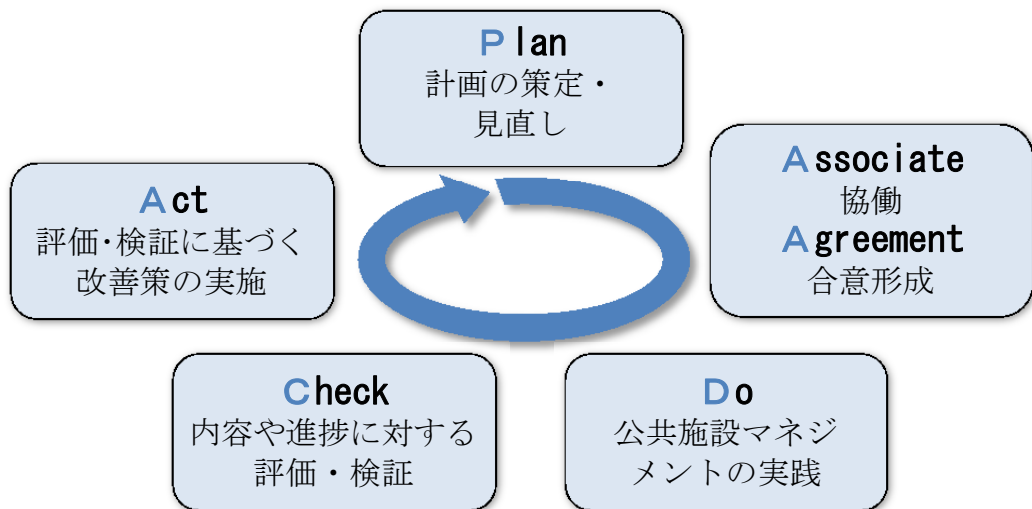 Plan
計画の策定・
見直し
Associate
協働
Agreement
合意形成
Do
公共施設マネジ
メントの実践
Check
内容や進捗に対する
評価・検証
Act
評価・検証に基づく
改善策の実施